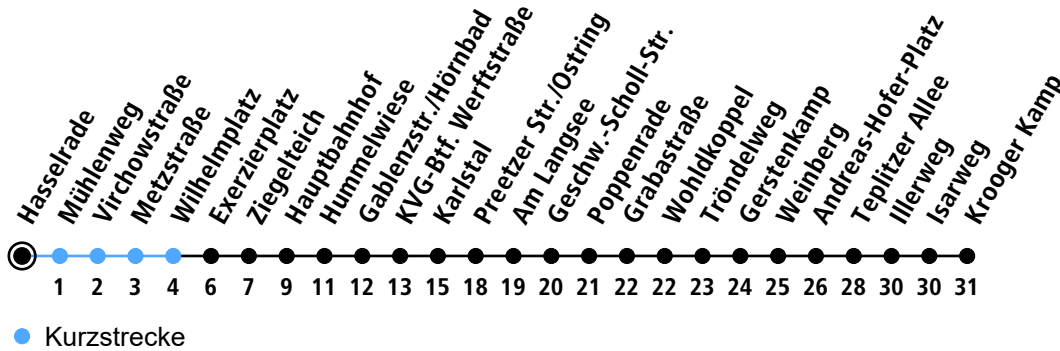 Hasselrade
Mühlenweg
Virchowstraße
Metzstraße
Wilhelmplatz
Exerzierplatz
Ziegelteich
Hauptbahnhof
Hummelwiese
Gablenzstr./Hörnbad
KVG-Btf. Werftstraße
Karlstal
Preetzer Str./Ostring
Am Langsee
Geschw.-Scholl-Str.
Poppenrade
Grabastraße
Wohldkoppel
Tröndelweg
Gerstenkamp
Weinberg
Andreas-Hofer-Platz
Teplitzer Allee
Illerweg
Isarweg
Krooger Kamp
1 2 3 4 6 7 9 11 12 13 15 18 19 20 21 22 22 23 24 25 26 28 30 30 31
Kurzstrecke